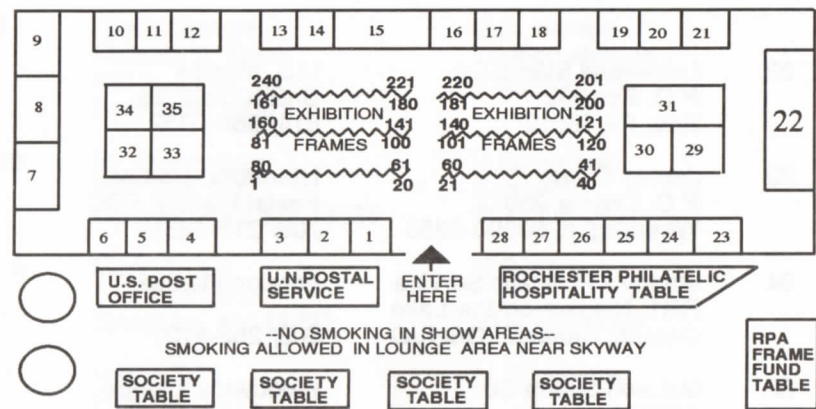 9
10 11 12
13 14 15
16 17 18
19 20 21
8
7
34 35
32 33
240 221
161 180
EXHIBITION
160 141
81 100
FRAMES
80 61
1 20
220 201
181 200
EXHIBITION
140 121
101 120
FRAMES
60 41
21 40
31
30 29
22
6 5 4
3 2 1
28 27 26 25 24 23
U.S. POST
OFFICE
U.N.POSTAL
SERVICE
ENTER
HERE
ROCHESTER PHILATELIC
HOSPITALITY TABLE
--NO SMOKING IN SHOW AREAS--
SMOKING ALLOWED IN LOUNGE AREA NEAR SKYWAY
RPA
FRAME
FUND
TABLE
SOCIETY
TABLE
SOCIETY
TABLE
SOCIETY
TABLE
SOCIETY
TABLE